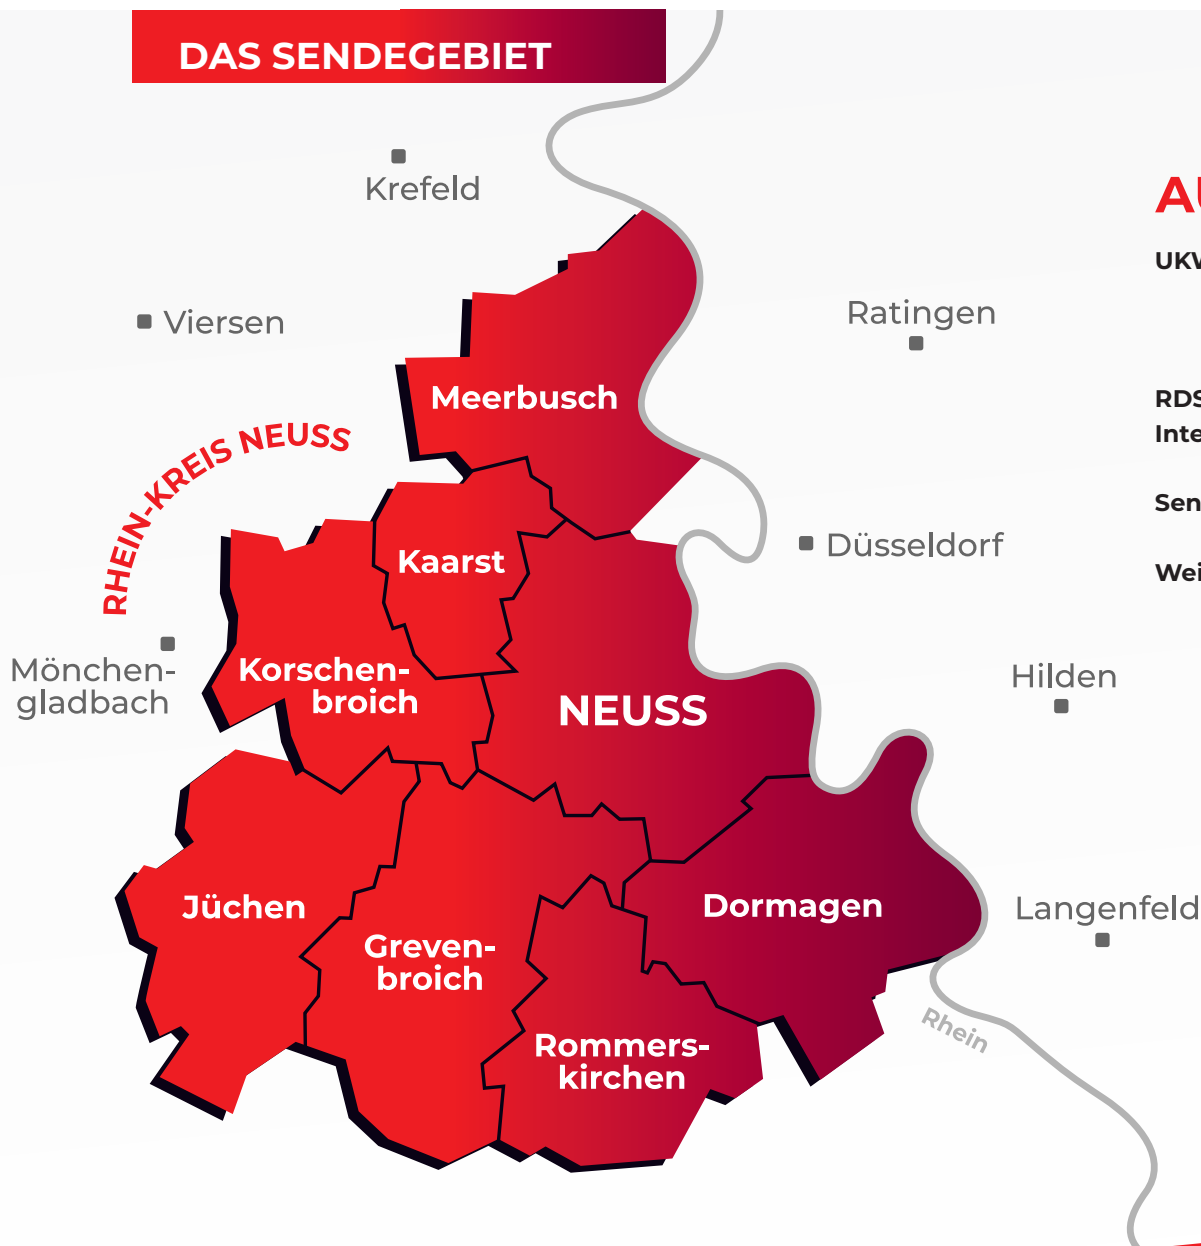 DAS SENDEGEBIET
Krefeld
Viersen
Ratingen
Meerbusch
RHEIN-KREIS NEUSS
Kaarst
Düsseldorf
Mönchen-
gladbach
Korschen-
broich
NEUSS
Hilden
Jüchen
Greven-
broich
Dormagen
Langenfeld
Rommers-
kirchen
Rhein